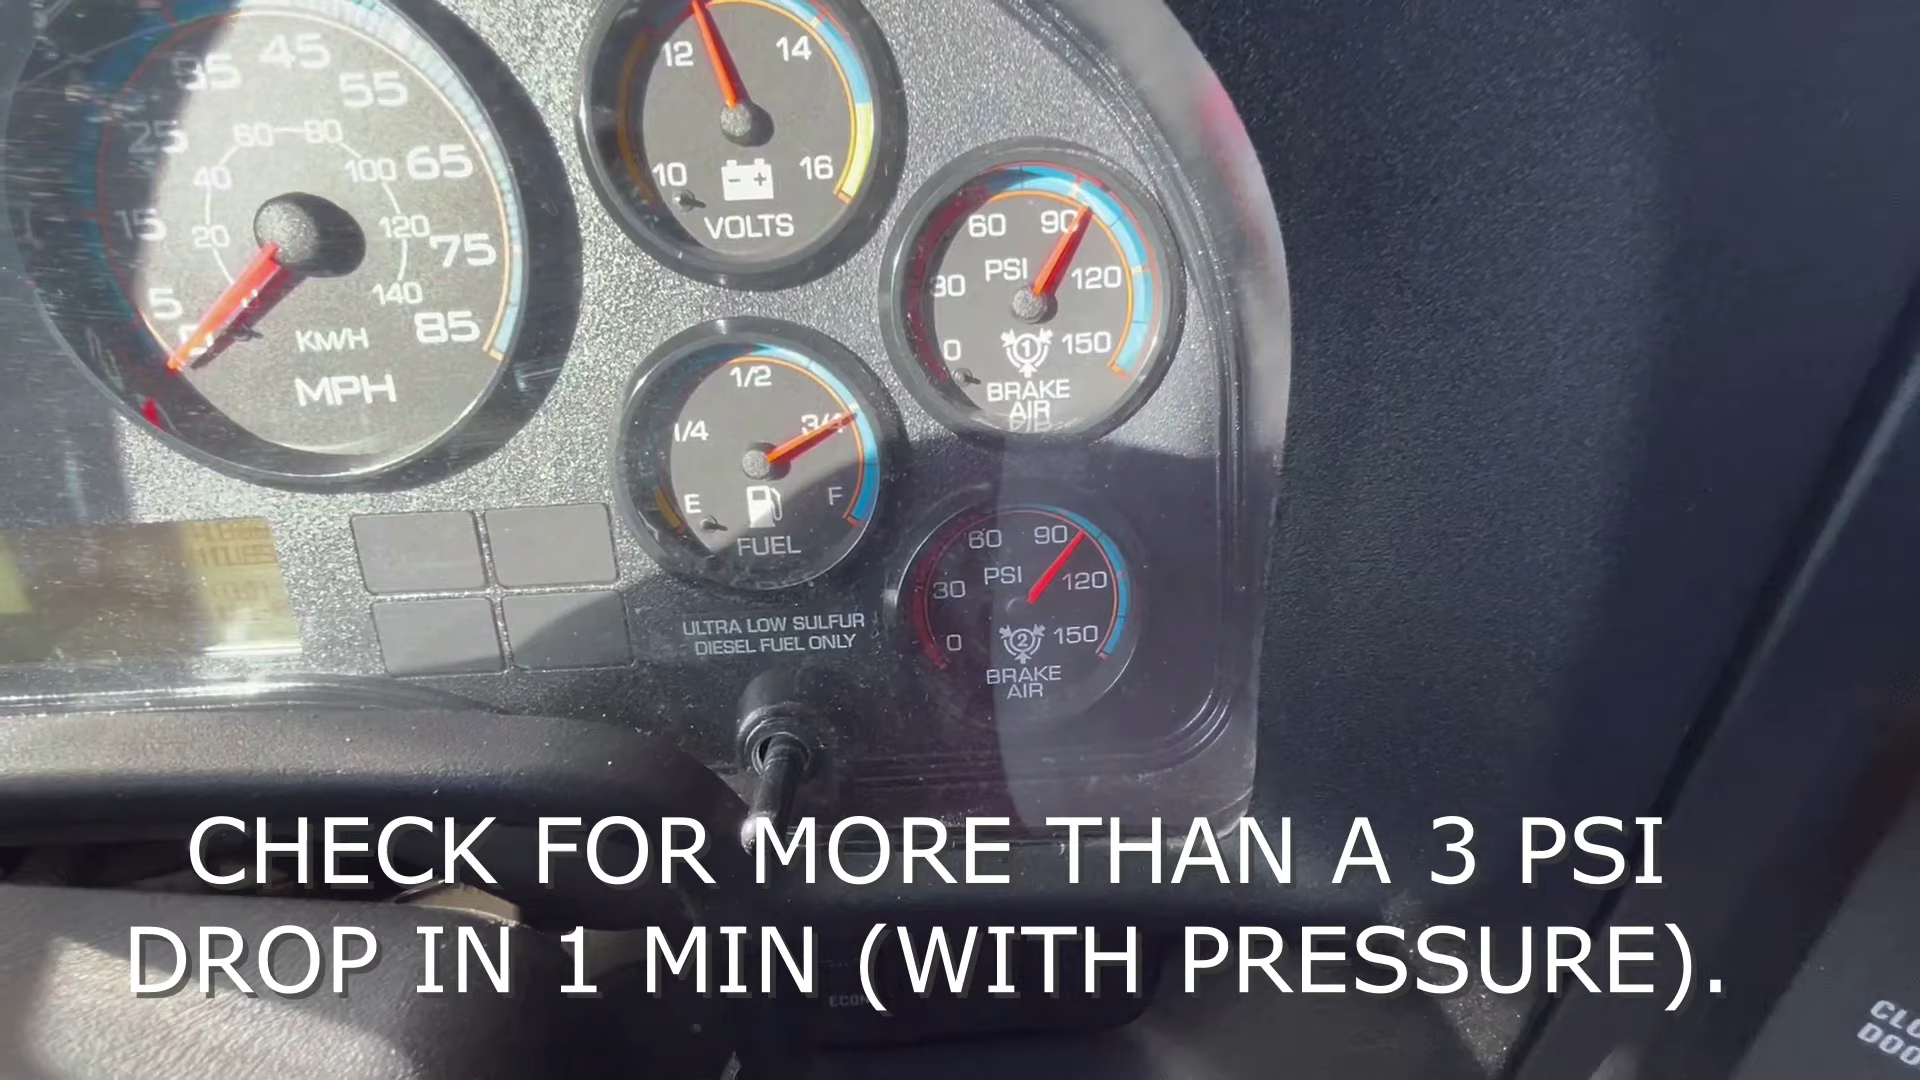 45
35
55
25
60 80
65
40
100
15
20
120
75
5
140
85
KWH
MPH
12
14
10
16
VOLTS
60
90
PSI
30
120
0
1
150
BRAKE
AIR
1/2
1/4
3/4
E
F
FUEL
ULTRA LOW SULFUR
DIESEL FUEL ONLY
60
90
PSI
30
120
0
2
150
BRAKE
AIR
CHECK FOR MORE THAN A 3 PSI
DROP IN 1 MIN (WITH PRESSURE).